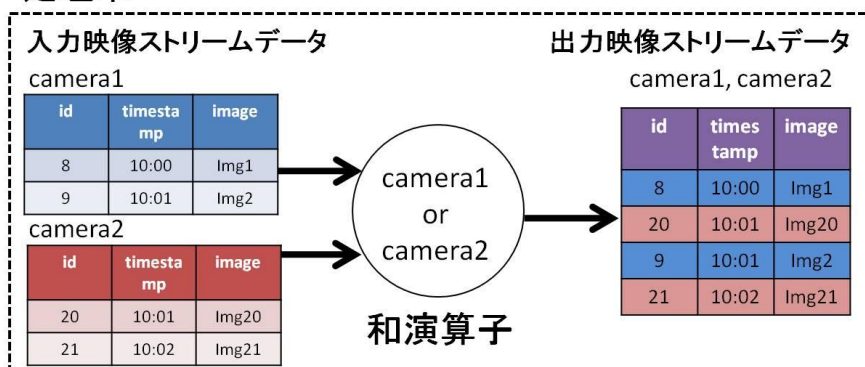 入力映像ストリームデータ
camera1
id timesta mp image
8 10:00 Img1
9 10:01 Img2
camera2
id timesta mp image
20 10:01 Img20
21 10:02 Img21
camera1
or
camera2
和演算子
出力映像ストリームデータ
camera1, camera2
id times tamp image
8 10:00 Img1
20 10:01 Img20
9 10:01 Img2
21 10:02 Img21